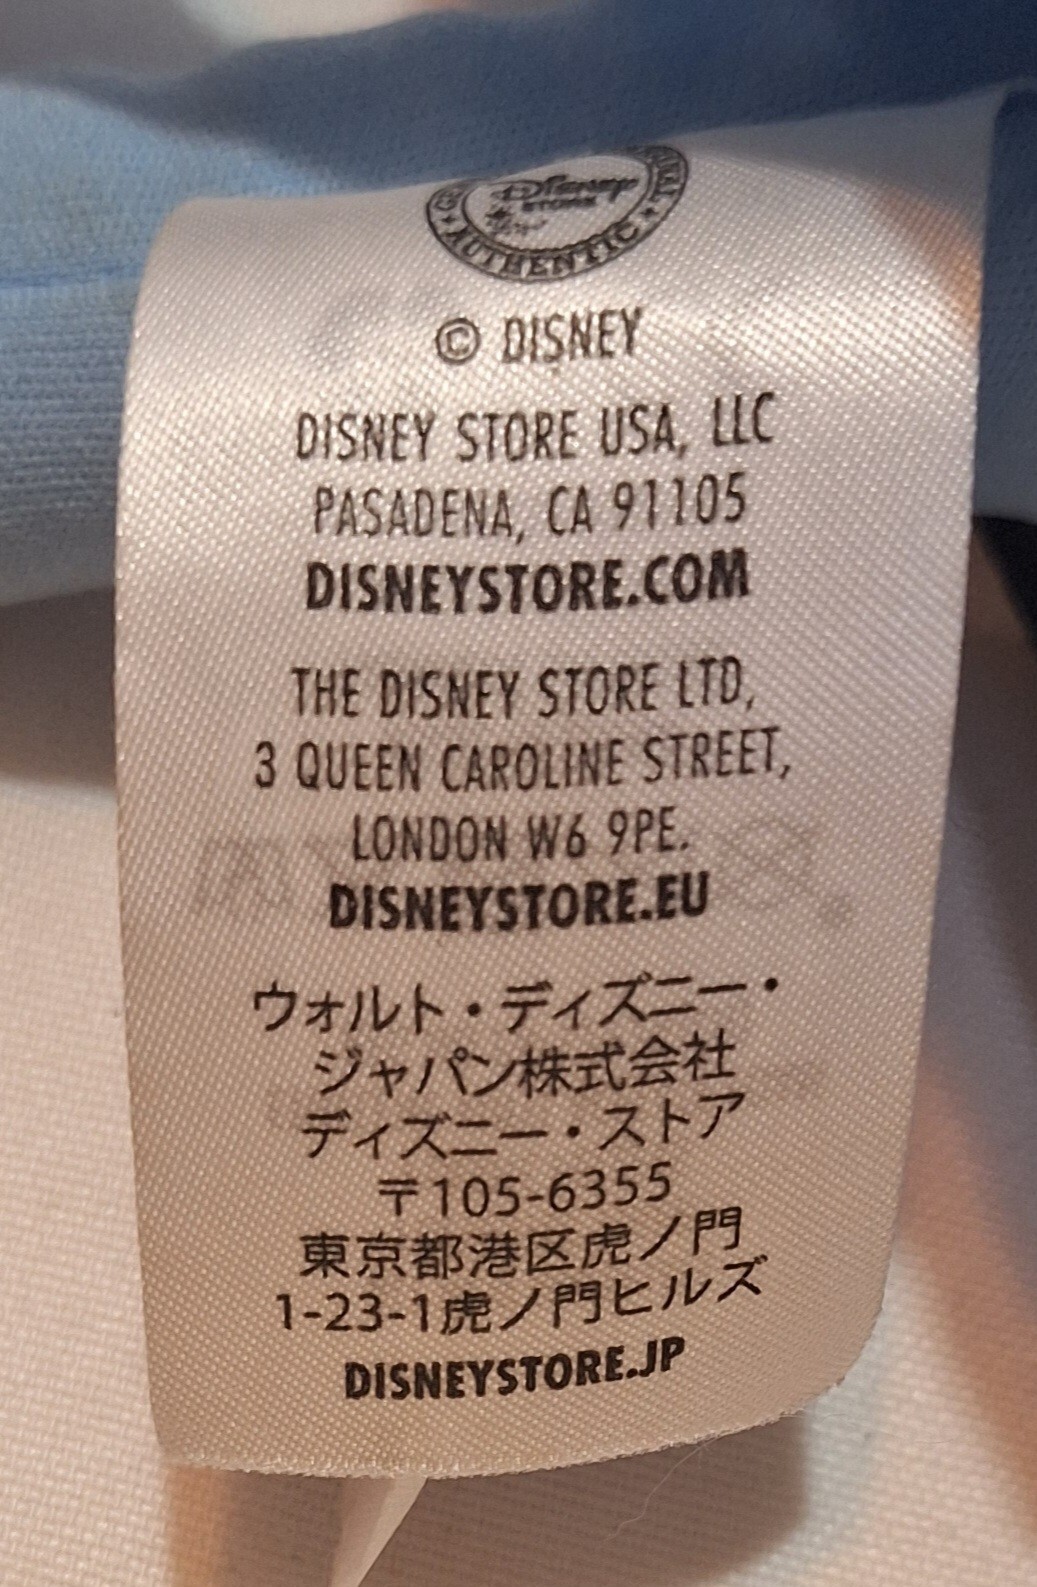 Disney
STORE
AUTHENTIC
© DISNEY
DISNEY STORE USA, LLC
PASADENA, CA 91105
DISNEYSTORE.COM
THE DISNEY STORE LTD,
3 QUEEN CAROLINE STREET,
LONDON W6 9PE.
DISNEYSTORE.EU
ウォルト・ディズニー・
ジャパン株式会社
ディズニー・ストア
〒105-6355
東京都港区虎ノ門
1-23-1虎ノ門ヒルズ
DISNEYSTORE.JP